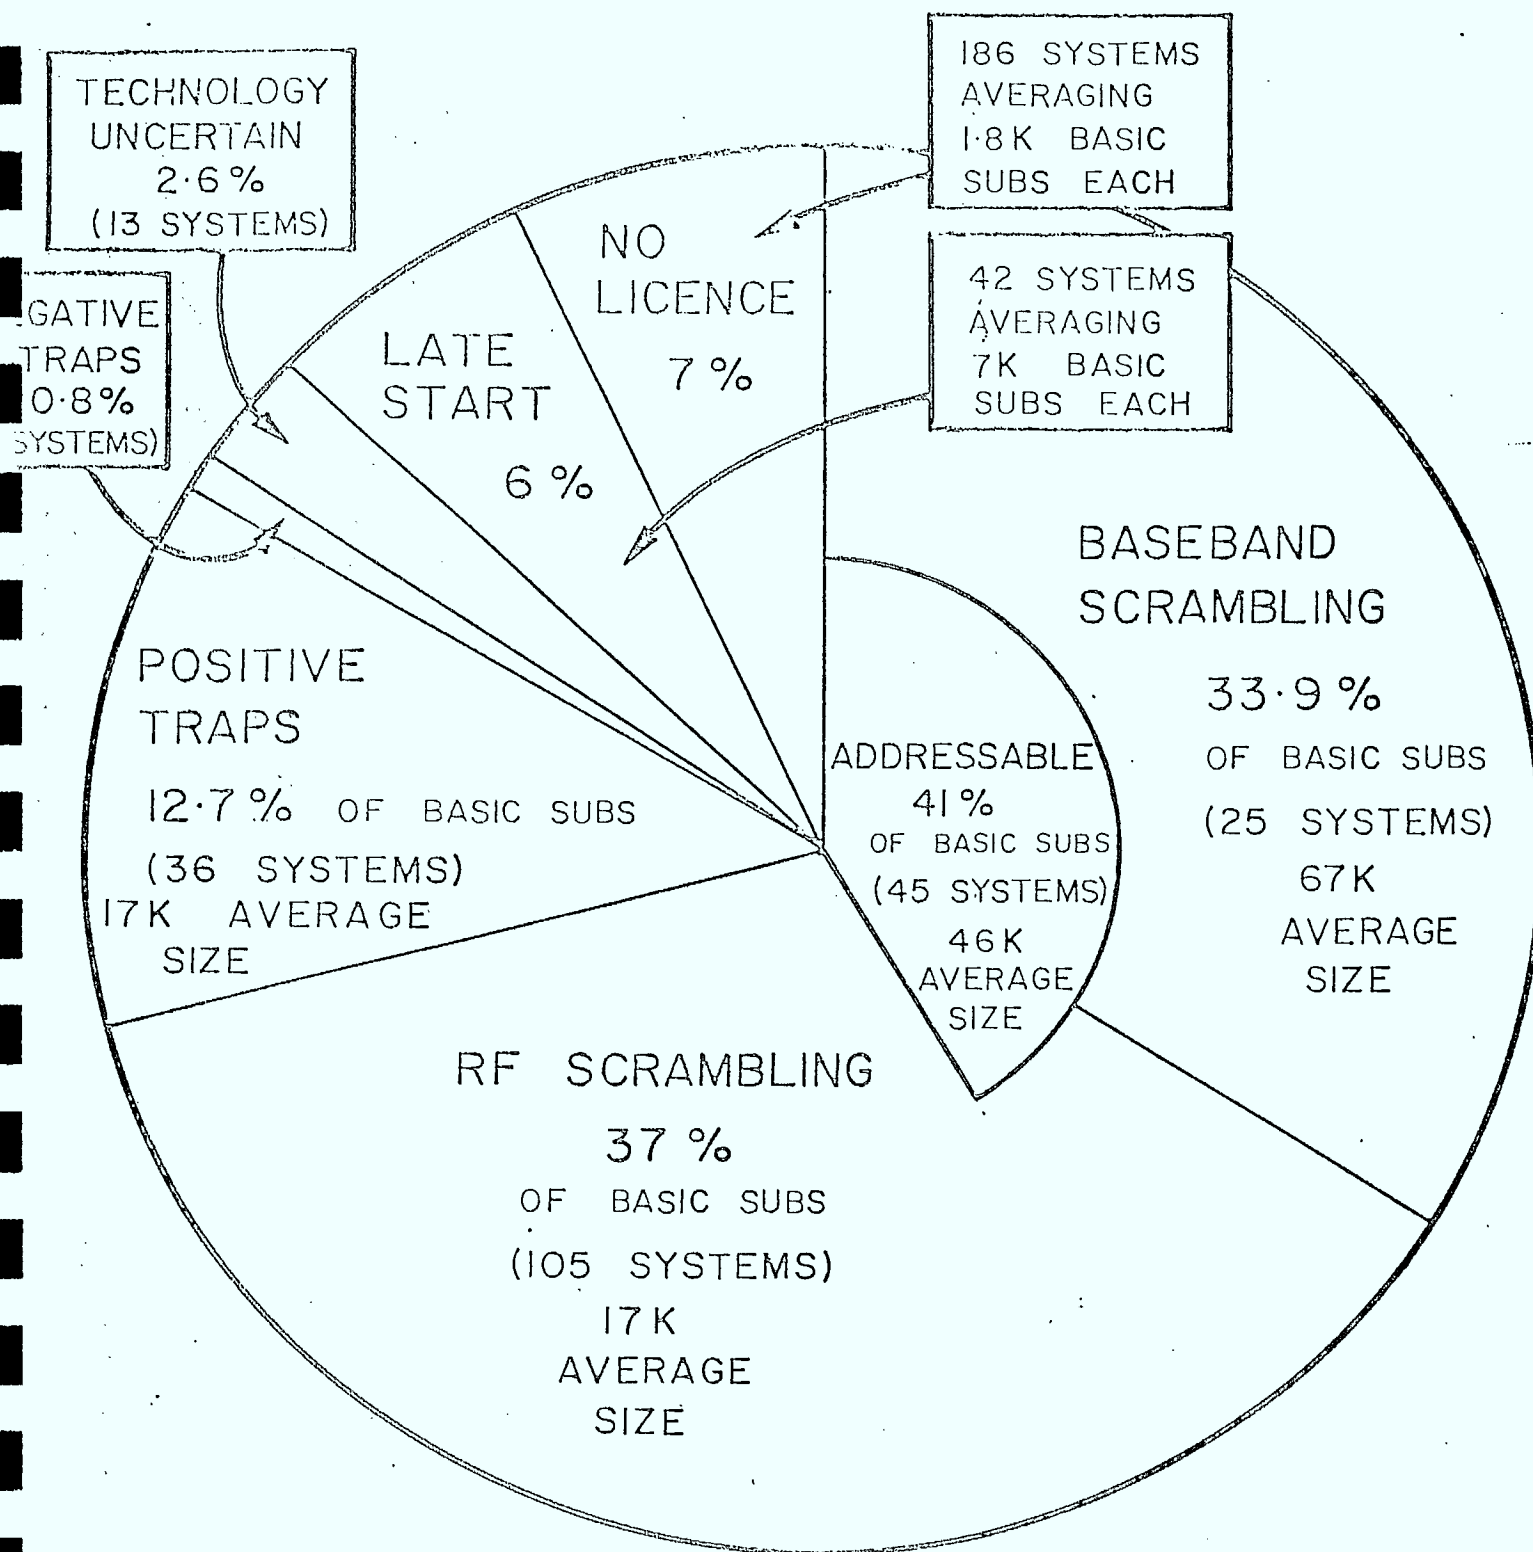 TECHNOLOGY
UNCERTAIN
2·6%
(13 SYSTEMS)
186 SYSTEMS
AVERAGING
1·8K BASIC
SUBS EACH
GATIVE
TRAPS
0·8%
SYSTEMS)
NO
LICENCE
7%
42 SYSTEMS
AVERAGING
7K BASIC
SUBS EACH
LATE
START
6%
BASEBAND
SCRAMBLING
33·9%
OF BASIC SUBS
(25 SYSTEMS)
67K
AVERAGE
SIZE
ADDRESSABLE
41%
OF BASIC SUBS
(45 SYSTEMS)
46K
AVERAGE
SIZE
POSITIVE
TRAPS
12·7% OF BASIC SUBS
(36 SYSTEMS)
17K AVERAGE
SIZE
RF SCRAMBLING
37%
OF BASIC SUBS
(105 SYSTEMS)
17K
AVERAGE
SIZE